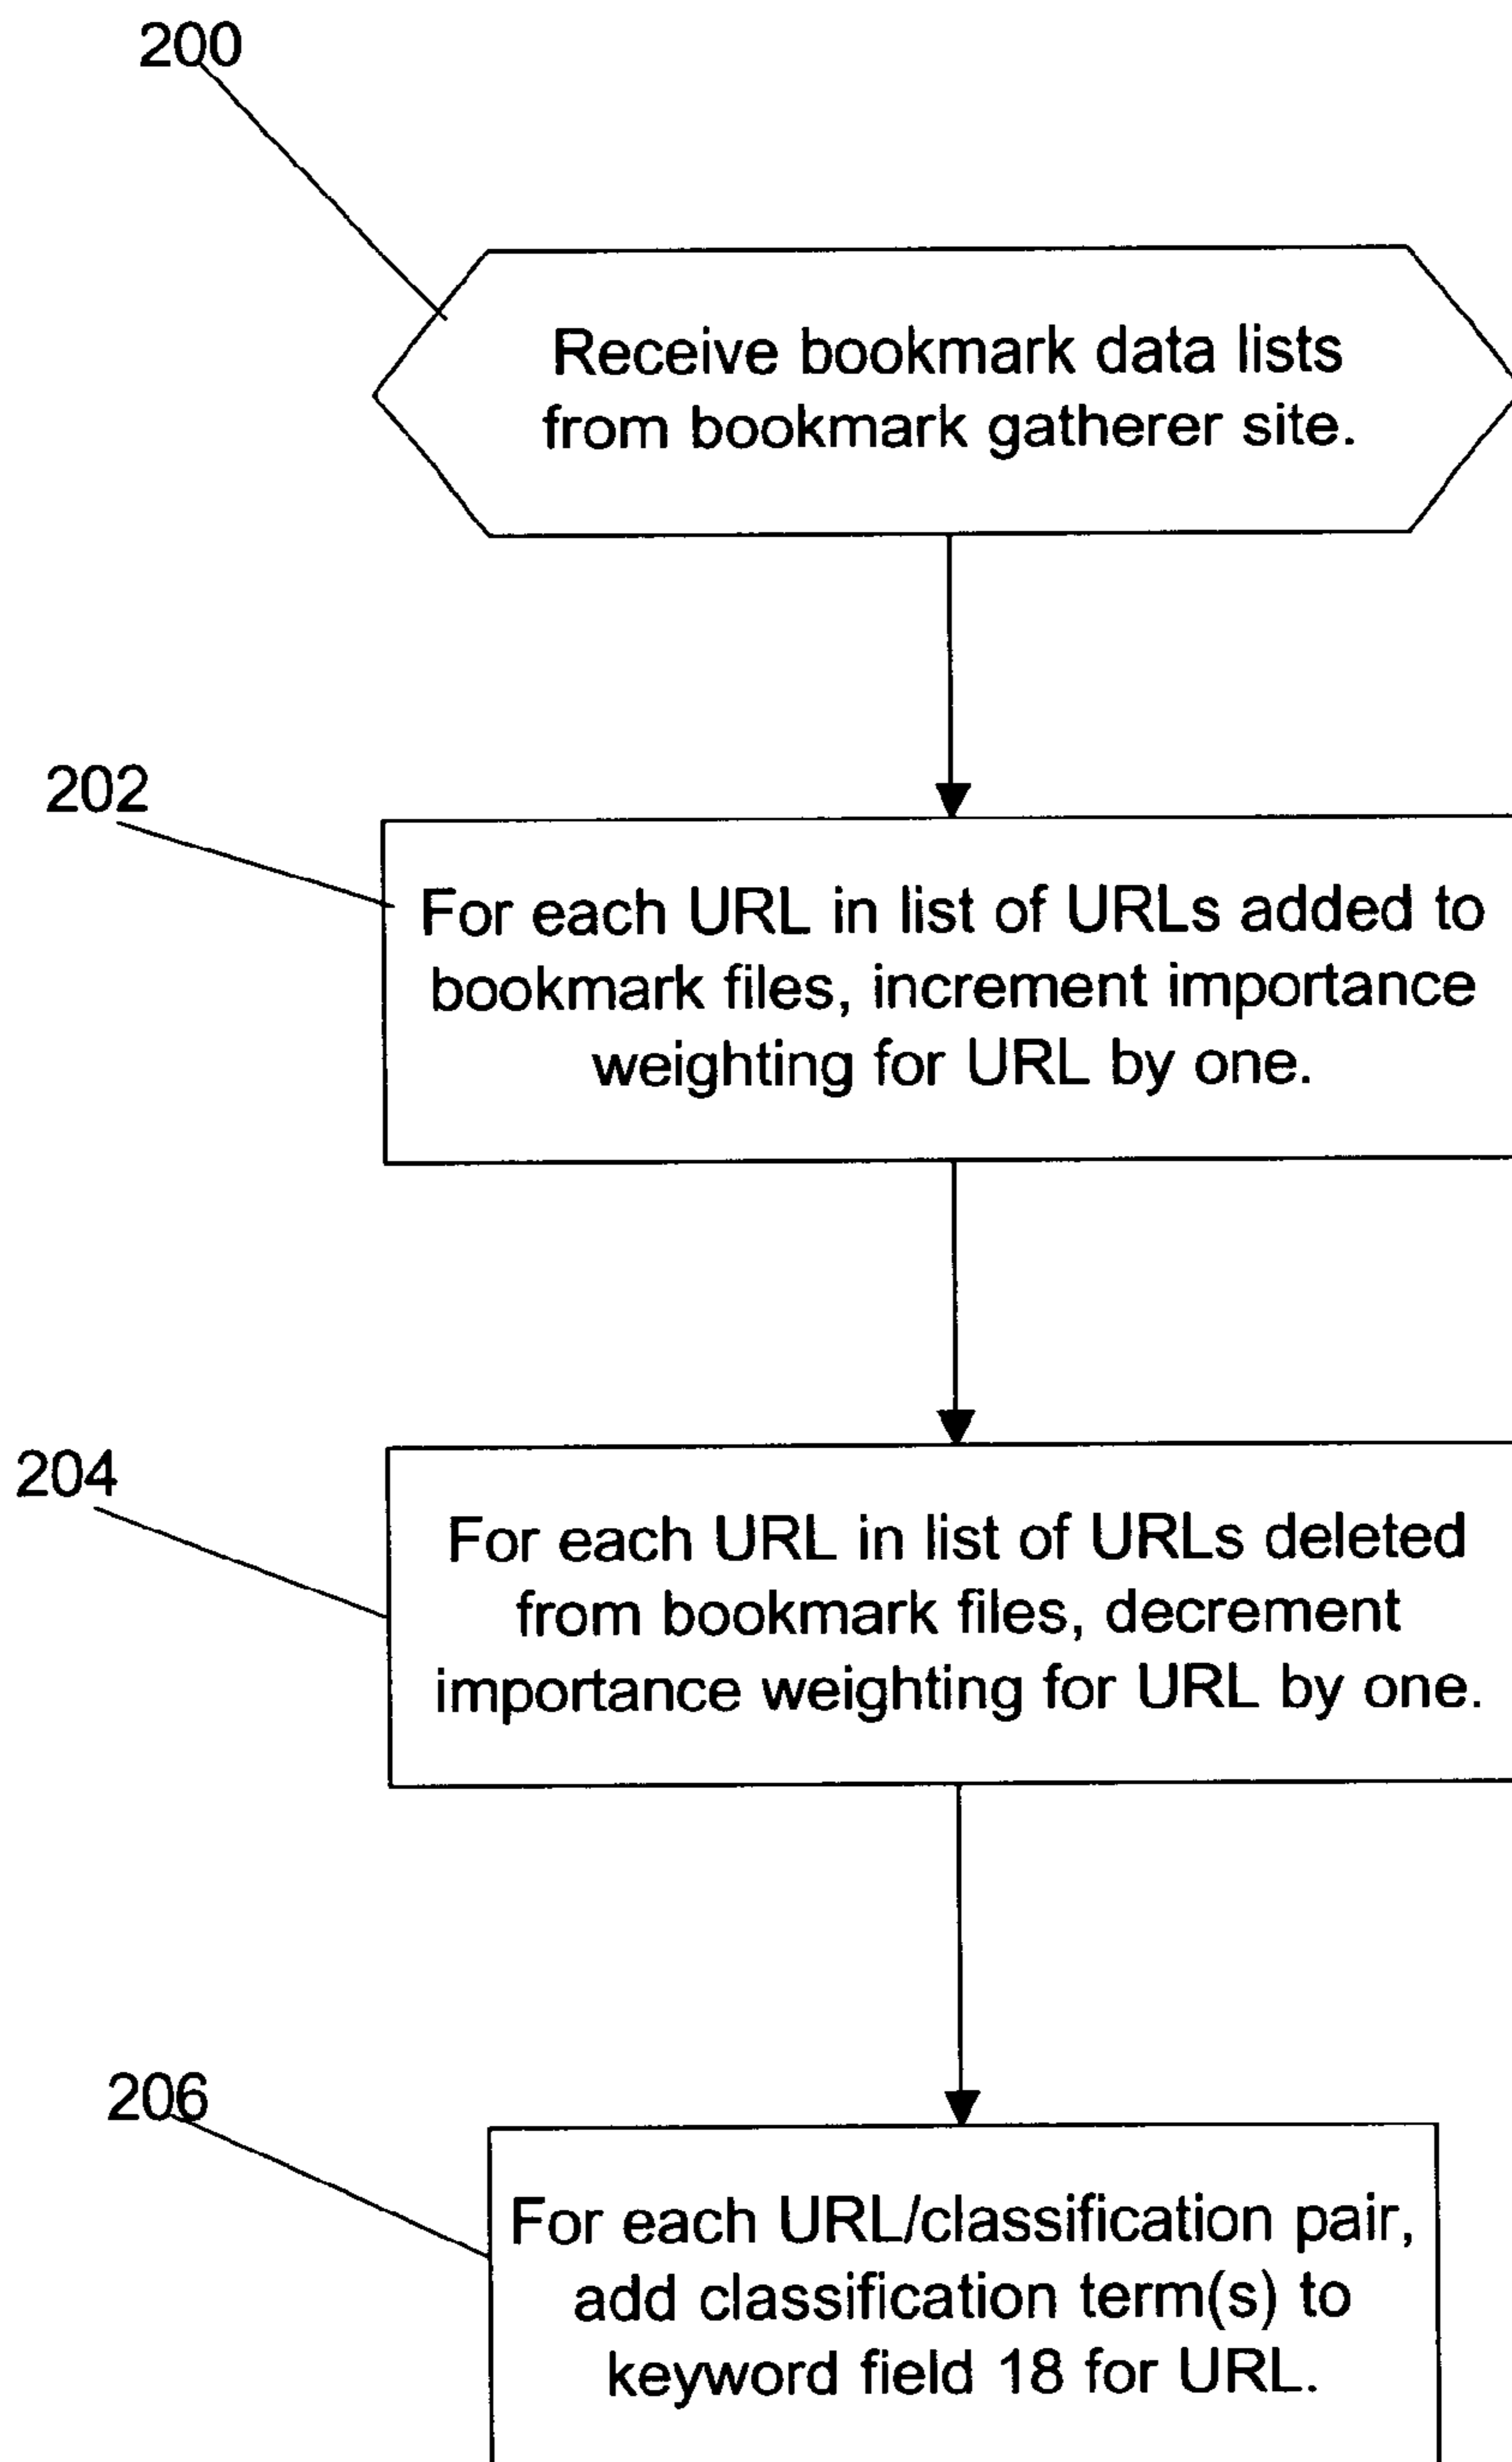 200
Receive bookmark data lists
from bookmark gatherer site.
202
For each URL in list of URLs added to
bookmark files, increment importance
weighting for URL by one.
204
For each URL in list of URLs deleted
from bookmark files, decrement
importance weighting for URL by one.
206
For each URL/classification pair,
add classification term(s) to
keyword field 18 for URL.